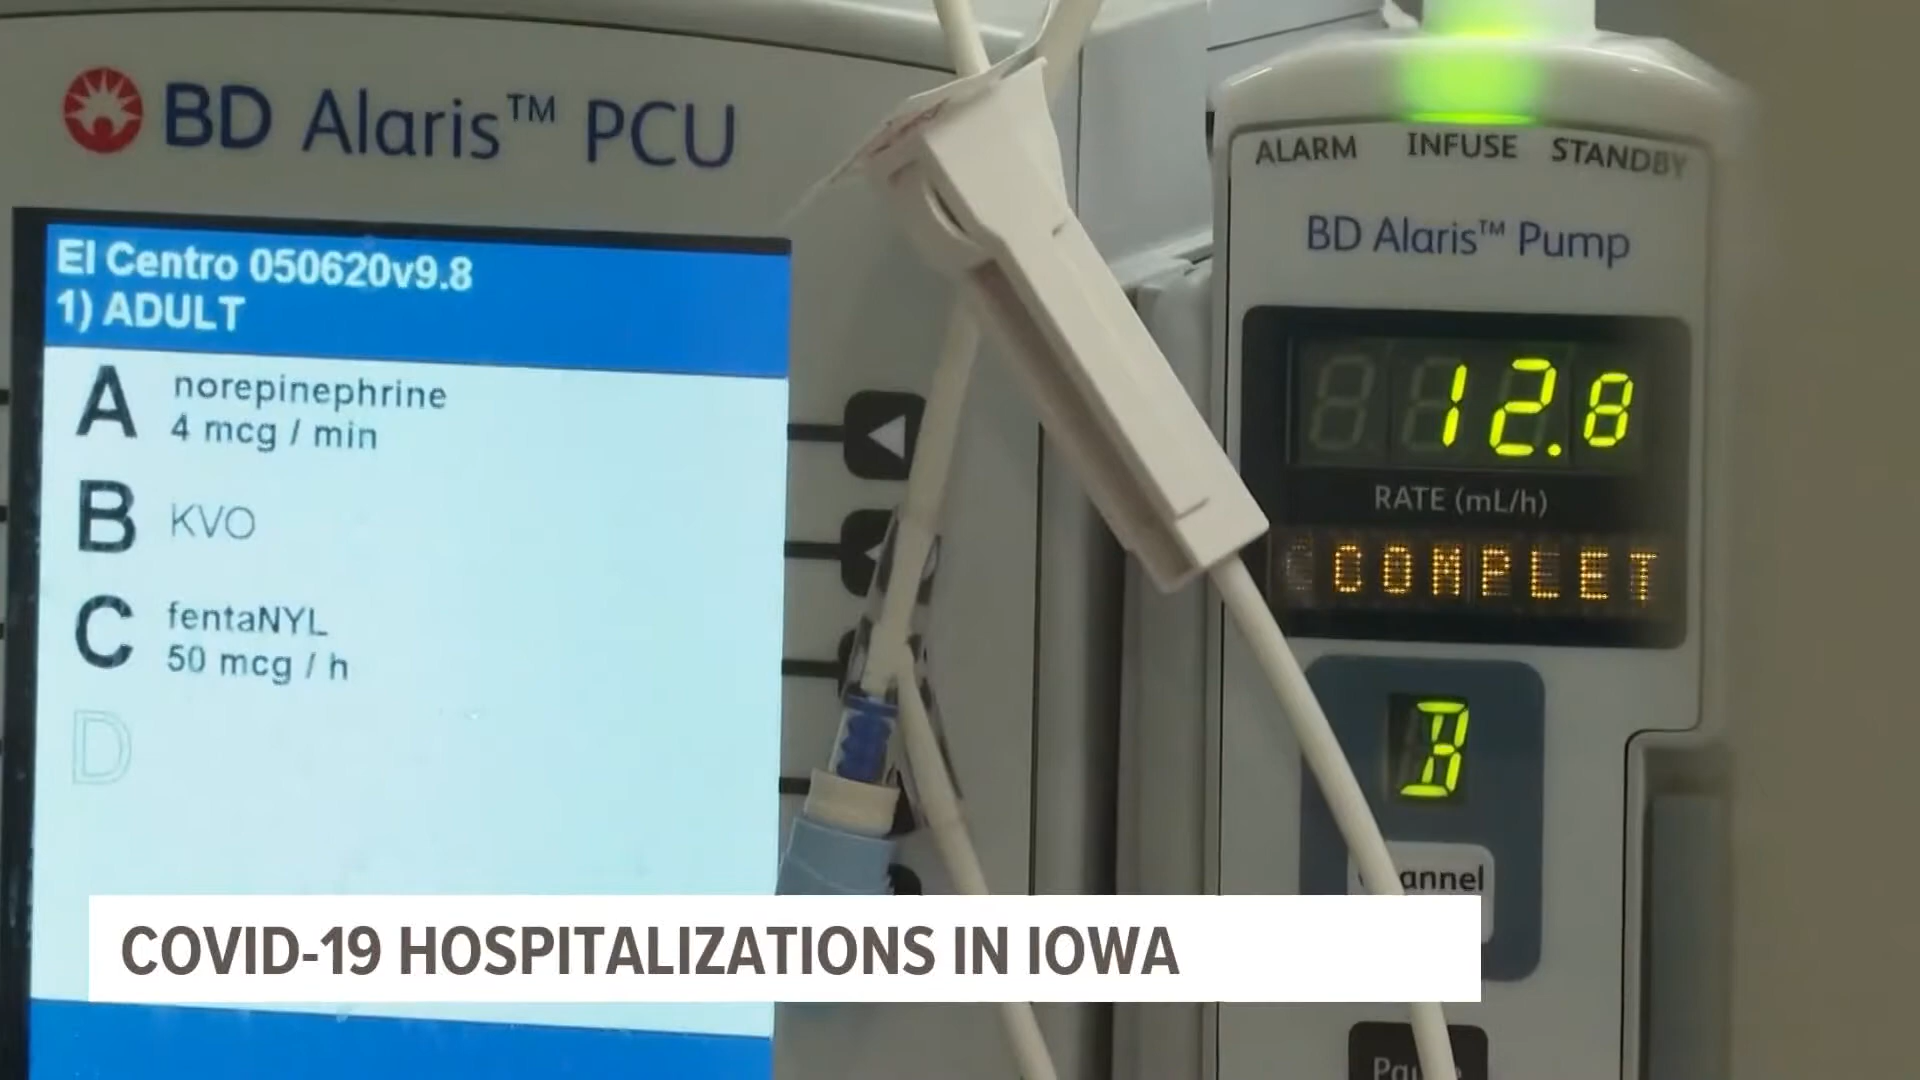 BD Alaris™ PCU
El Centro 050620v9.8
1) ADULT
A norepinephrine
4 mcg / min
B KVO
C fentaNYL
50 mcg / h
D
ALARM INFUSE STANDBY
BD Alaris™ Pump
12.8
RATE (mL/h)
COMPLET
B
COVID-19 HOSPITALIZATIONS IN IOWA